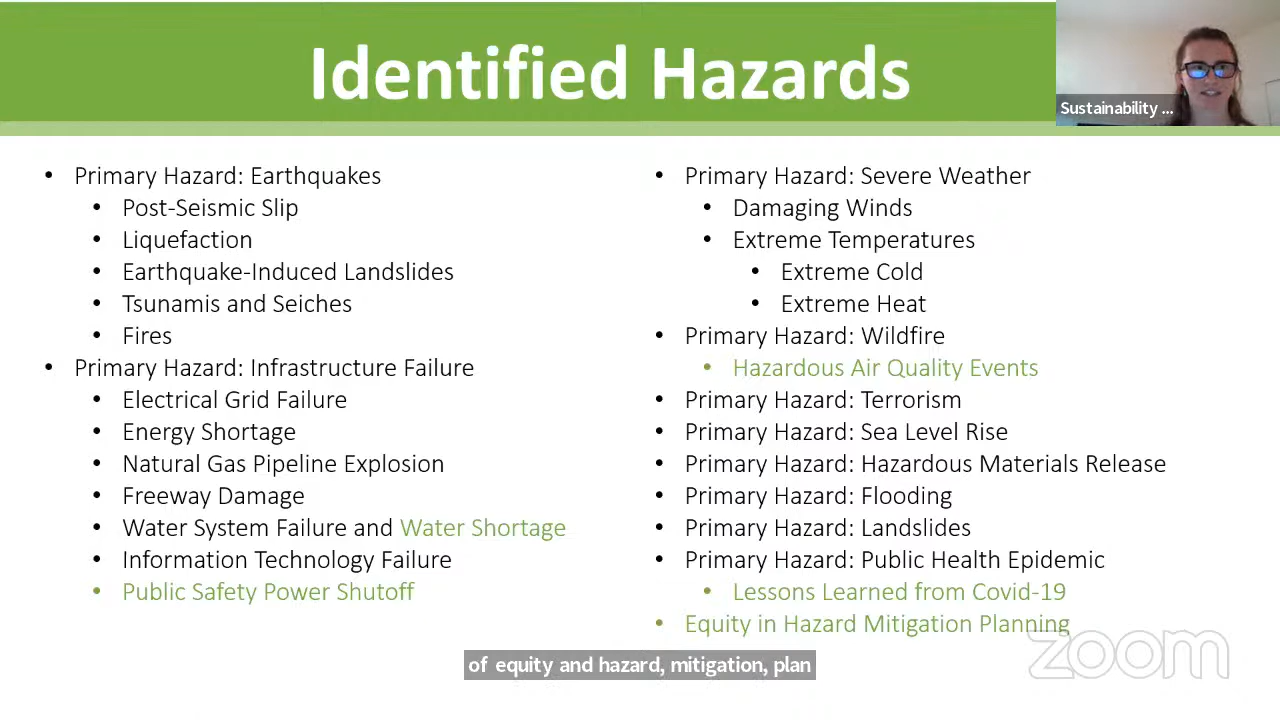 Identified Hazards
Sustainability ...
• Primary Hazard: Earthquakes
• Post-Seismic Slip
• Liquefaction
• Earthquake-Induced Landslides
• Tsunamis and Seiches
• Fires
• Primary Hazard: Infrastructure Failure
• Electrical Grid Failure
• Energy Shortage
• Natural Gas Pipeline Explosion
• Freeway Damage
• Water System Failure and Water Shortage
• Information Technology Failure
• Public Safety Power Shutoff
• Primary Hazard: Severe Weather
• Damaging Winds
• Extreme Temperatures
• Extreme Cold
• Extreme Heat
• Primary Hazard: Wildfire
• Hazardous Air Quality Events
• Primary Hazard: Terrorism
• Primary Hazard: Sea Level Rise
• Primary Hazard: Hazardous Materials Release
• Primary Hazard: Flooding
• Primary Hazard: Landslides
• Primary Hazard: Public Health Epidemic
• Lessons Learned from Covid-19
• Equity in Hazard Mitigation Planning
zoom
of equity and hazard, mitigation, plan